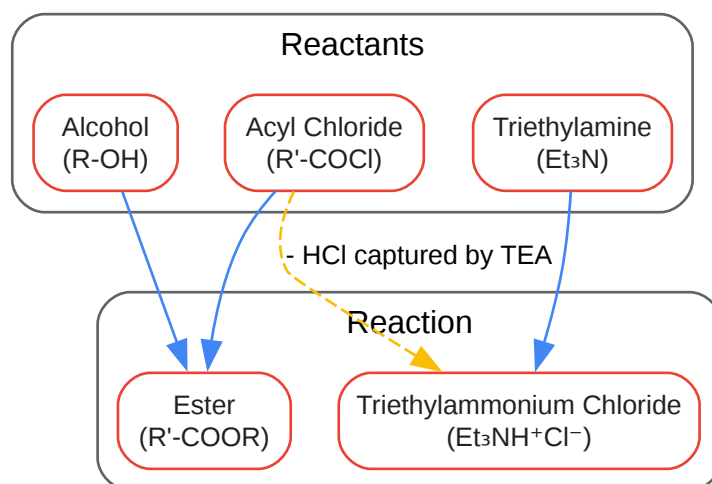 Reactants
Alcohol
(R-OH)
Acyl Chloride
(R'-COCl)
Triethylamine
(Et₃N)
- HCl captured by TEA
Reaction
Ester
(R'-COOR)
Triethylammonium Chloride
(Et₃NH⁺Cl⁻)